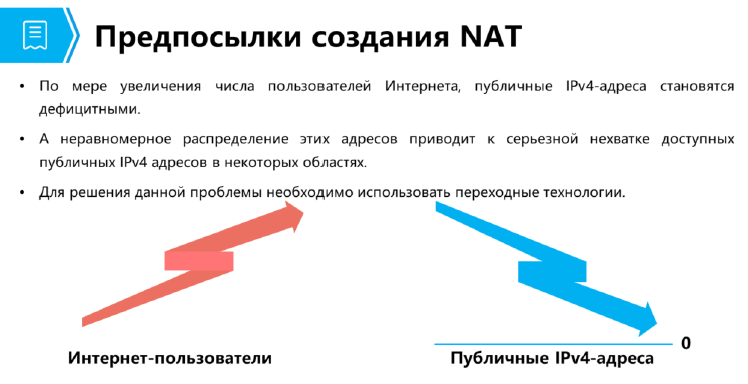 Предпосылки создания NAT
• По мере увеличения числа пользователей Интернета, публичные IPv4-адреса становятся
дефицитными.
• А неравномерное распределение этих адресов приводит к серьезной нехватке доступных
публичных IPv4 адресов в некоторых областях.
• Для решения данной проблемы необходимо использовать переходные технологии.
0
Интернет-пользователи
Публичные IPv4-адреса